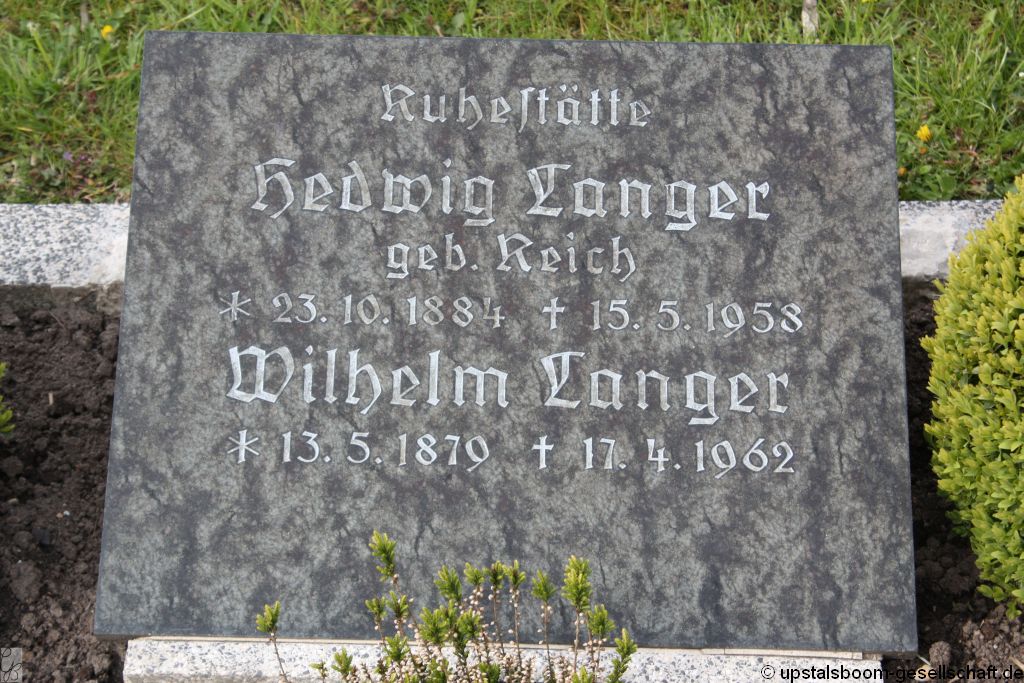 Ruheſtätte
Hedwig Langer
geb. Reich
* 23. 10. 1884 † 15. 5. 1958
Wilhelm Langer
* 13. 5. 1879 † 17. 4. 1962
© upstalsboom-gesellschaft.de